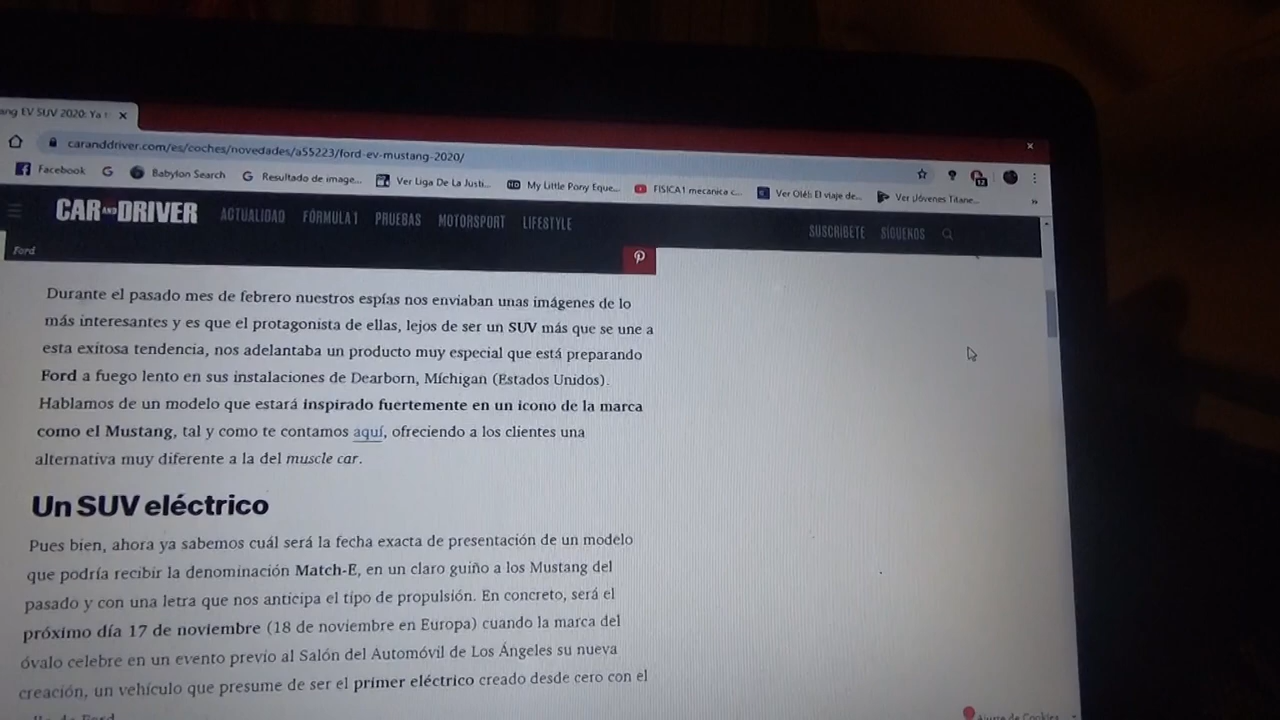 ang EV SUV 2020: Ya
caranddriver.com/es/coches/novedades/a55223/ford-ev-mustang-2020/
Facebook G Babylon Search G Resultado de image... Ver Liga De La Justi... HD My Little Pony Eque... FISICA1 mecanica c... Ver Olé!: El viaje de... Ver Jóvenes Titane... »
12
CAR AND DRIVER ACTUALIDAD FÓRMULA 1 PRUEBAS MOTORSPORT LIFESTYLE SUSCRÍBETE SÍGUENOS
Ford
Durante el pasado mes de febrero nuestros espías nos enviaban unas imágenes de lo
más interesantes y es que el protagonista de ellas, lejos de ser un SUV más que se une a
esta exitosa tendencia, nos adelantaba un producto muy especial que está preparando
Ford a fuego lento en sus instalaciones de Dearborn, Míchigan (Estados Unidos).
Hablamos de un modelo que estará inspirado fuertemente en un icono de la marca
como el Mustang, tal y como te contamos aquí, ofreciendo a los clientes una
alternativa muy diferente a la del muscle car.
Un SUV eléctrico
Pues bien, ahora ya sabemos cuál será la fecha exacta de presentación de un modelo
que podría recibir la denominación Match-E, en un claro guiño a los Mustang del
pasado y con una letra que nos anticipa el tipo de propulsión. En concreto, será el
próximo día 17 de noviembre (18 de noviembre en Europa) cuando la marca del
óvalo celebre en un evento previo al Salón del Automóvil de Los Ángeles su nueva
creación, un vehículo que presume de ser el primer eléctrico creado desde cero con el
Ajuste de Cookies